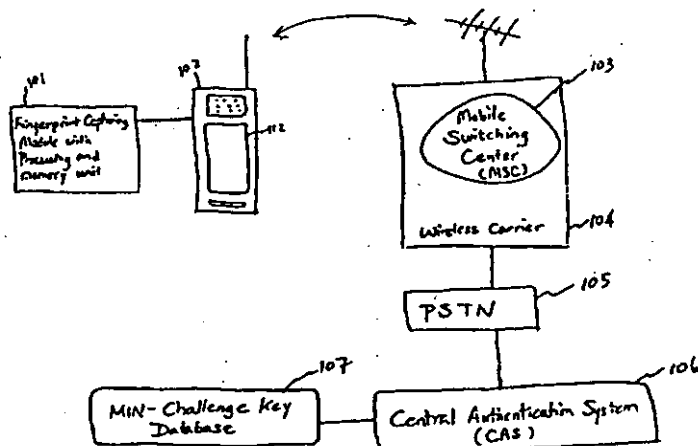 101
Fingerprint Capturing
Module with
Processing and
memory unit
102
112
103
Mobile
Switching
Center
(MSC)
Wireless Carrier
104
105
PSTN
107
MIN-Challenge Key
Database
106
Central Authentication System
(CAS)